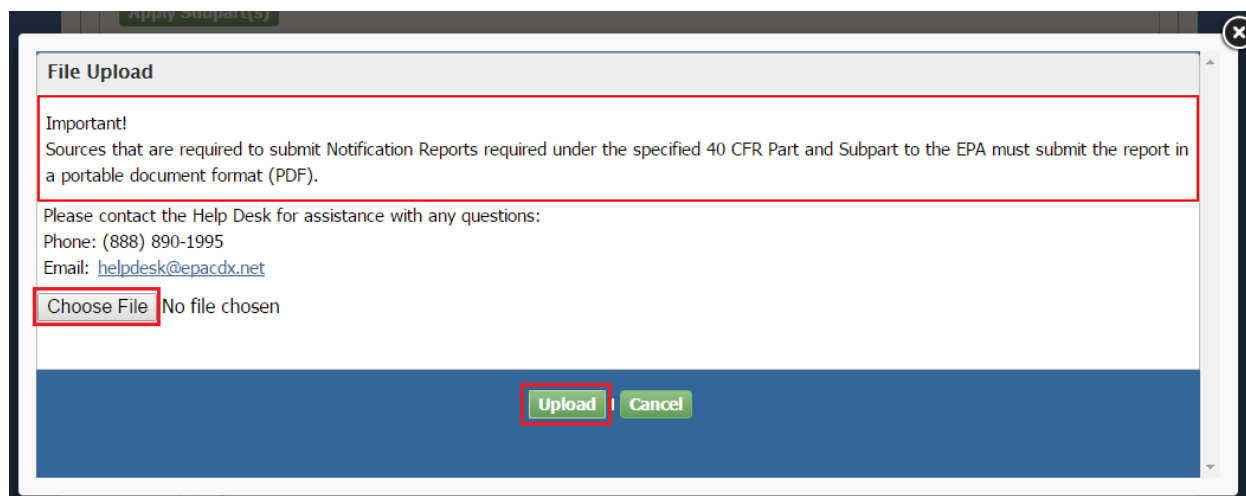 Apply Subpart(s)
File Upload
Important!
Sources that are required to submit Notification Reports required under the specified 40 CFR Part and Subpart to the EPA must submit the report in
a portable document format (PDF).
Please contact the Help Desk for assistance with any questions:
Phone: (888) 890-1995
Email: helpdesk@epacdx.net
Choose File No file chosen
Upload Cancel